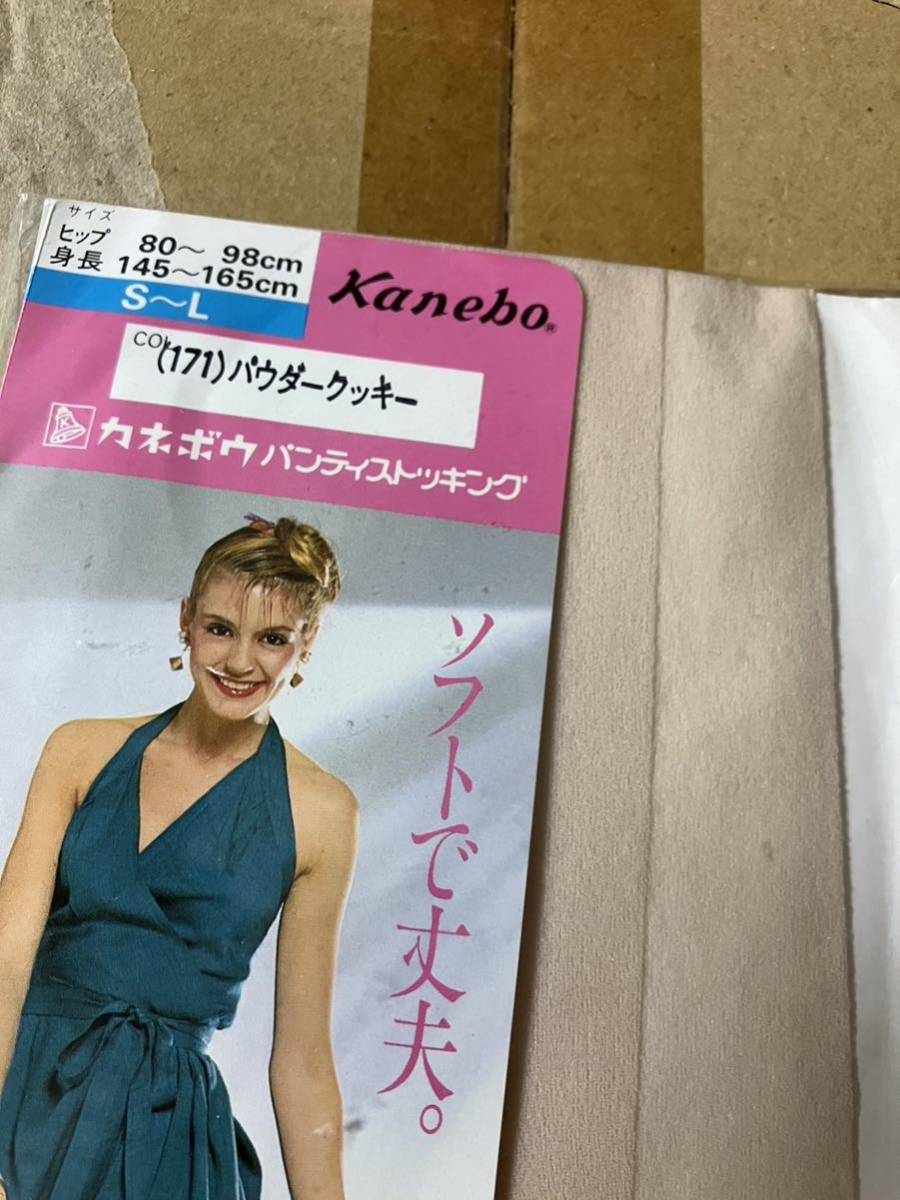 サイズ
ヒップ 80〜 98cm
身長 145〜165cm
S〜L
Kanebo®
COL
(171)パウダークッキー
K
カネボウ パンティストッキング
ソフトで丈夫。